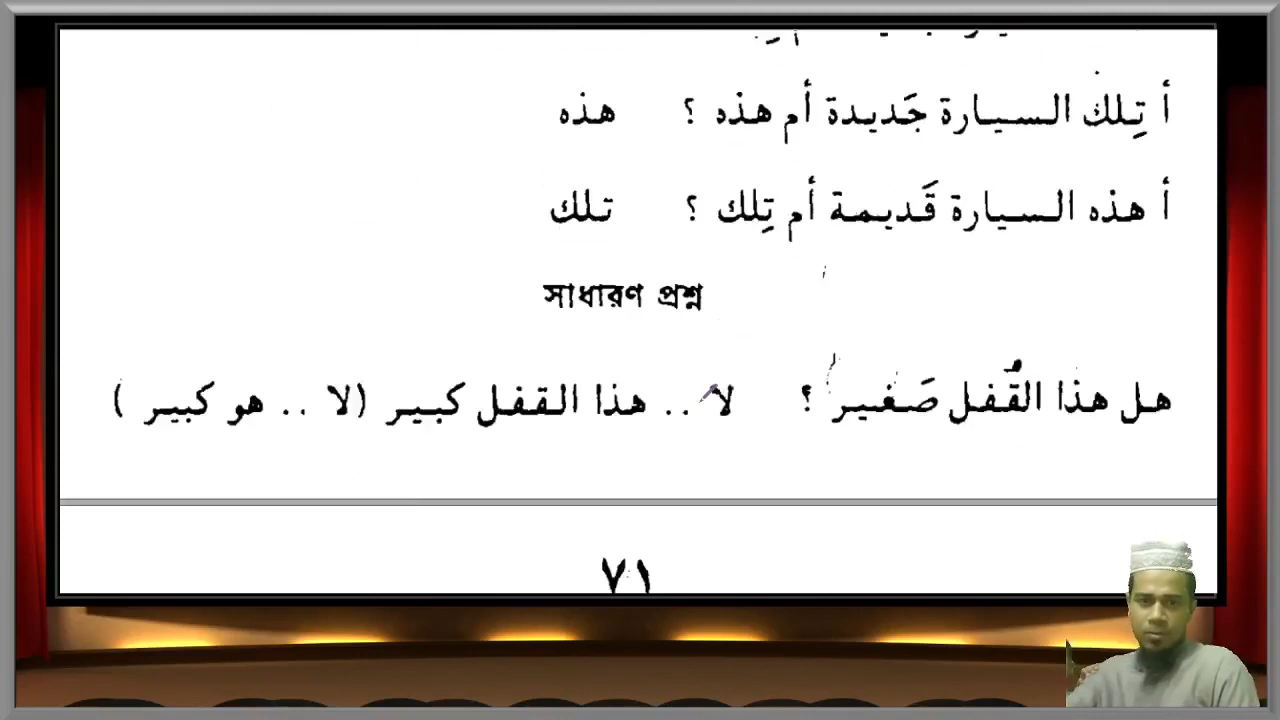 أ تِلك السيارة جَديدة أم هذه ؟ هذه
أ هذه السيارة قَديمة أم تِلك ؟ تلك
সাধারণ প্রশ্ন
هل هذا القُفل صَغير ؟ لا .. هذا القفل كبير (لا .. هو كبير )
٧١